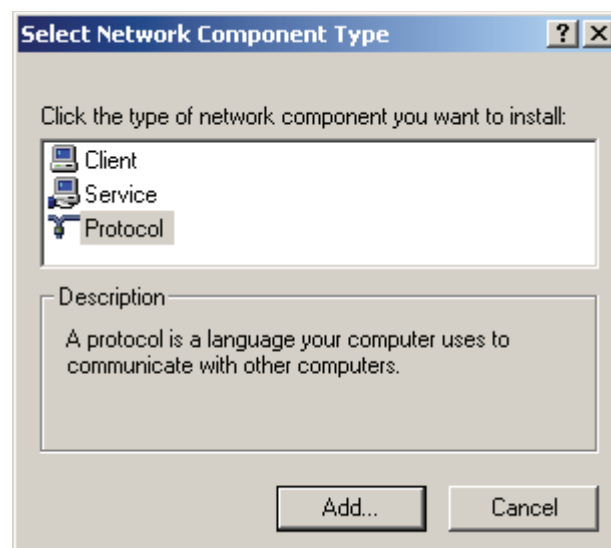 Select Network Component Type
Click the type of network component you want to install:
Client
Service
Protocol
Description
A protocol is a language your computer uses to
communicate with other computers.
Add...
Cancel